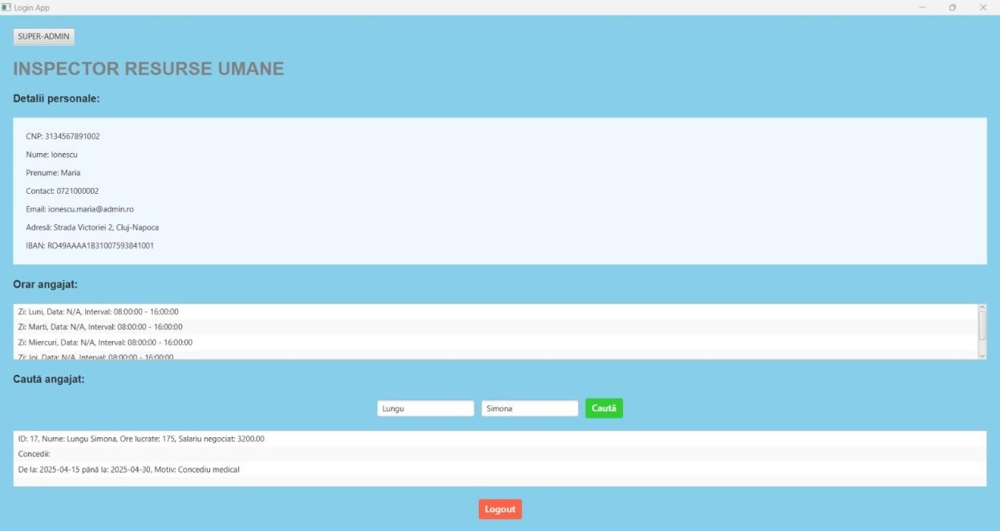 Login App
SUPER-ADMIN
INSPECTOR RESURSE UMANE
Detalii personale:
CNP: 3134567891002
Nume: Ionescu
Prenume: Maria
Contact: 0721000002
Email: ionescu.maria@admin.ro
Adresă: Strada Victoriei 2, Cluj-Napoca
IBAN: RO49AAAA1B31007593841001
Orar angajat:
Zi: Luni, Data: N/A, Interval: 08:00:00 - 16:00:00
Zi: Marti, Data: N/A, Interval: 08:00:00 - 16:00:00
Zi: Miercuri, Data: N/A, Interval: 08:00:00 - 16:00:00
Zi: Joi, Data: N/A, Interval: 08:00:00 - 16:00:00
Caută angajat:
Lungu Simona Caută
ID: 17, Nume: Lungu Simona, Ore lucrate: 175, Salariu negociat: 3200.00
Concedii:
De la: 2025-04-15 până la: 2025-04-30, Motiv: Concediu medical
Logout